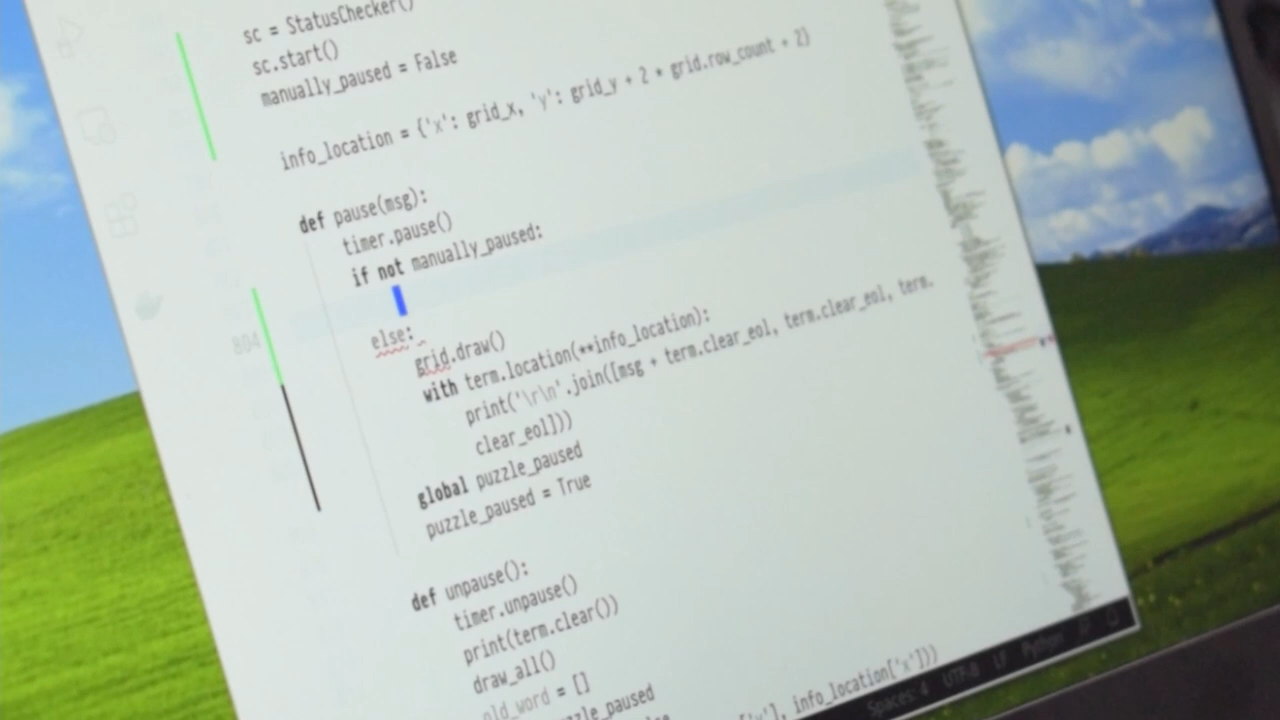 sc = StatusChecker()
sc.start()
manually_paused = False
info_location = {'x': grid_x, 'y': grid_y + 2 * grid.row_count + 2}
def pause(msg):
timer.pause()
if not manually_paused:
804
else:
grid.draw()
with term.location(**info_location):
print('\r\n'.join([msg + term.clear_eol, term.clear_eol, term.
clear_eol]))
global puzzle_paused
puzzle_paused = True
def unpause():
timer.unpause()
print(term.clear())
draw_all()
old_word = []
info_location['x']))
Spaces: 4 UTF-8 LF Python